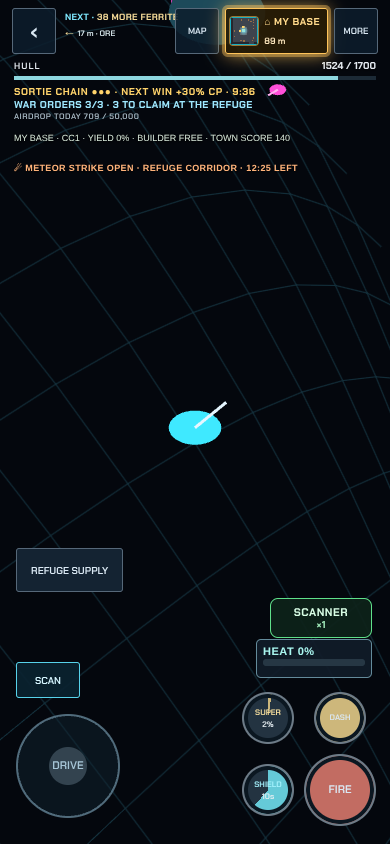 NEXT · 38 MORE FERRITE
← 17 m · ORE
MAP
⌂ MY BASE
89 m
MORE
HULL
1524 / 1700
SORTIE CHAIN ●●● · NEXT WIN +30% CP · 9:36
WAR ORDERS 3/3 · 3 TO CLAIM AT THE REFUGE
AIRDROP TODAY 709 / 50,000
MY BASE · CC1 · YIELD 0% · BUILDER FREE · TOWN SCORE 140
☄ METEOR STRIKE OPEN · REFUGE CORRIDOR · 12:25 LEFT
REFUGE SUPPLY
SCANNER
×1
HEAT 0%
SCAN
SUPER
2%
DASH
DRIVE
SHIELD
10s
FIRE